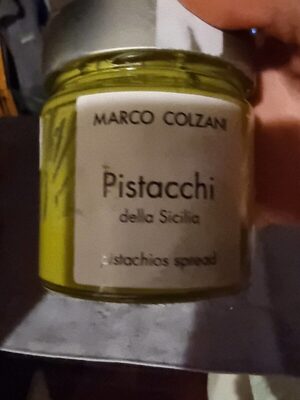 MARCO COLZANI
Pistacchi
della Sicilia
pistachios spread